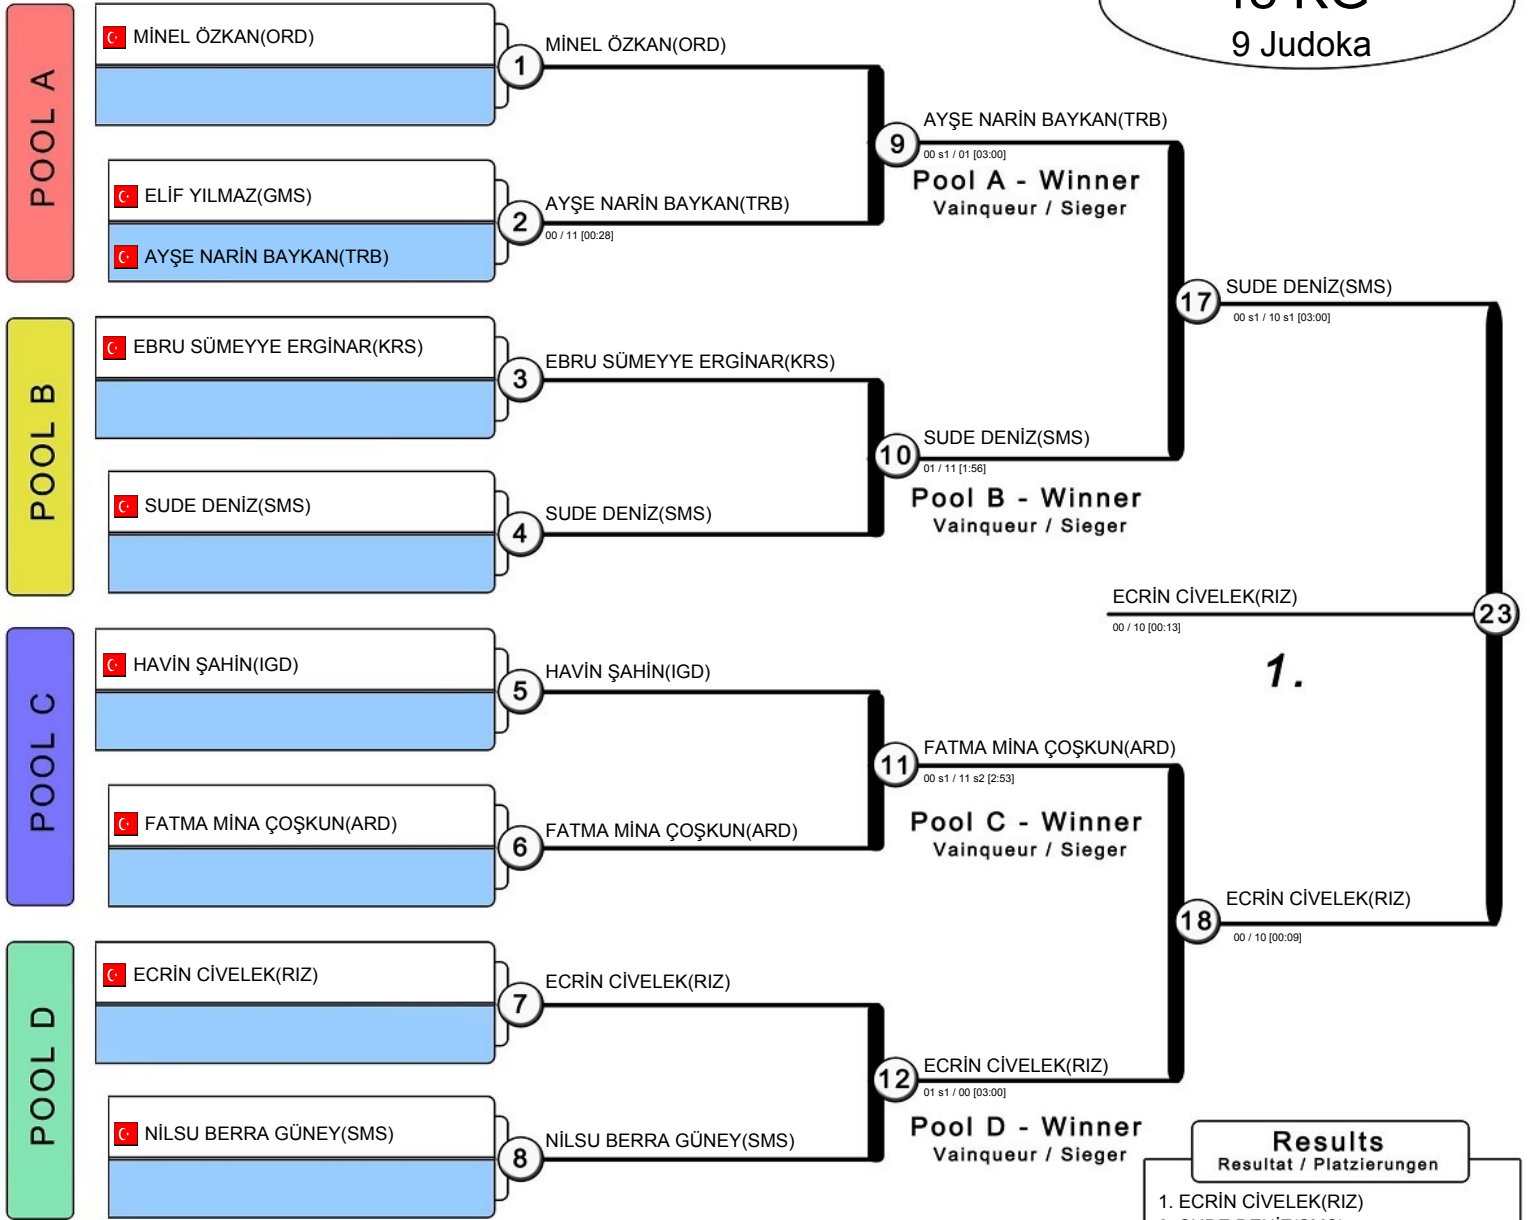 9 Judoka
POOL A
MİNEL ÖZKAN(ORD)
1
MİNEL ÖZKAN(ORD)
ELİF YILMAZ(GMS)
AYŞE NARİN BAYKAN(TRB)
2
AYŞE NARİN BAYKAN(TRB)
00 / 11 [00:28]
9
AYŞE NARİN BAYKAN(TRB)
00 s1 / 01 [03:00]
Pool A - Winner
Vainqueur / Sieger
POOL B
EBRU SÜMEYYE ERGİNAR(KRS)
3
EBRU SÜMEYYE ERGİNAR(KRS)
SUDE DENİZ(SMS)
4
SUDE DENİZ(SMS)
10
SUDE DENİZ(SMS)
01 / 11 [1:56]
Pool B - Winner
Vainqueur / Sieger
17
SUDE DENİZ(SMS)
00 s1 / 10 s1 [03:00]
ECRİN CİVELEK(RIZ)
00 / 10 [00:13]
23
1.
POOL C
HAVİN ŞAHİN(IGD)
5
HAVİN ŞAHİN(IGD)
FATMA MİNA ÇOŞKUN(ARD)
6
FATMA MİNA ÇOŞKUN(ARD)
11
FATMA MİNA ÇOŞKUN(ARD)
00 s1 / 11 s2 [2:53]
Pool C - Winner
Vainqueur / Sieger
18
ECRİN CİVELEK(RIZ)
00 / 10 [00:09]
POOL D
ECRİN CİVELEK(RIZ)
7
ECRİN CİVELEK(RIZ)
NİLSU BERRA GÜNEY(SMS)
8
NİLSU BERRA GÜNEY(SMS)
12
ECRİN CİVELEK(RIZ)
01 s1 / 00 [03:00]
Pool D - Winner
Vainqueur / Sieger
Results
Resultat / Platzierungen
1. ECRİN CİVELEK(RIZ)